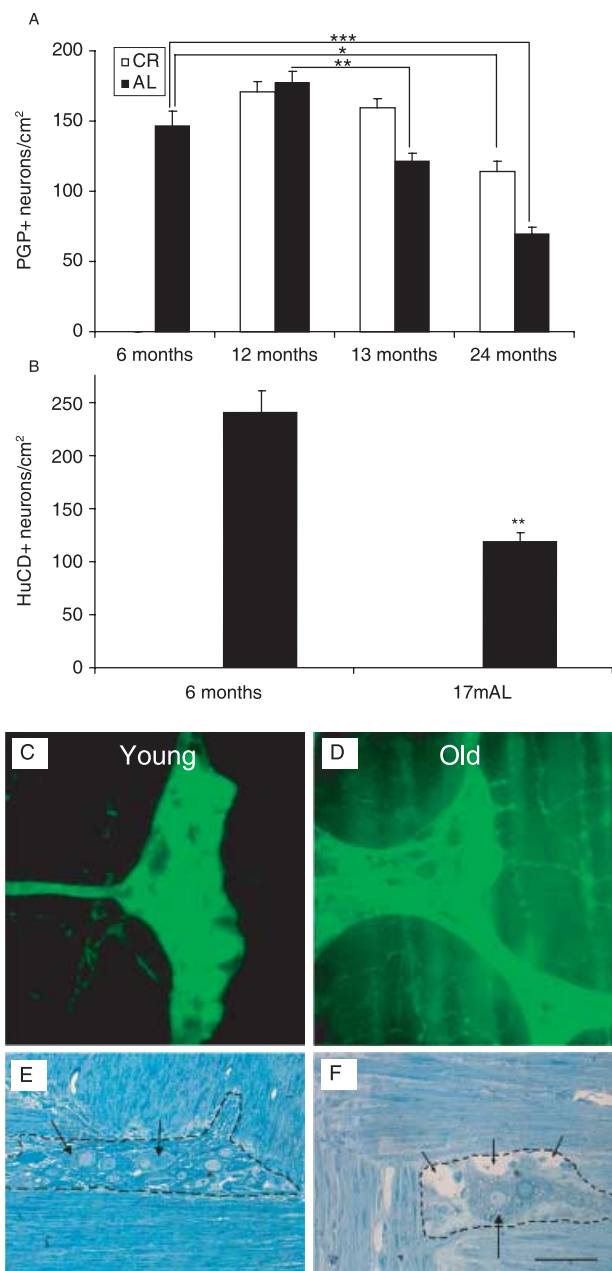 A
200
150
100
50
0
PGP+ neurons/cm²
CR
AL
***
*
**
6 months 12 months 13 months 24 months
B
250
200
150
100
50
0
HuCD+ neurons/cm²
**
6 months 17mAL
C Young
D Old
E
F